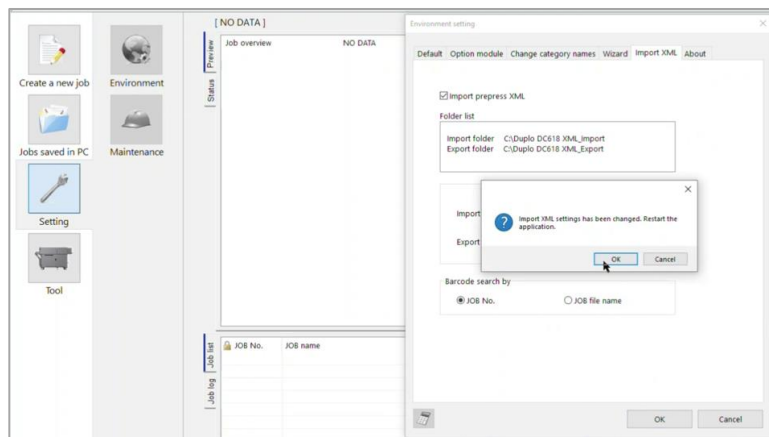 [ NO DATA ]
Create a new job
Environment
Jobs saved in PC
Maintenance
Setting
Tool
Preview
Status
Job overview NO DATA
Job list
Job log
JOB No. JOB name
Environment setting
Default Option module Change category names Wizard Import XML About
Import prepress XML
Folder list
Import folder C:\Duplo DC618 XML_Import
Export folder C:\Duplo DC618 XML_Export
Import
Export
Import XML settings has been changed. Restart the
application.
OK Cancel
Barcode search by
JOB No. JOB file name
OK Cancel